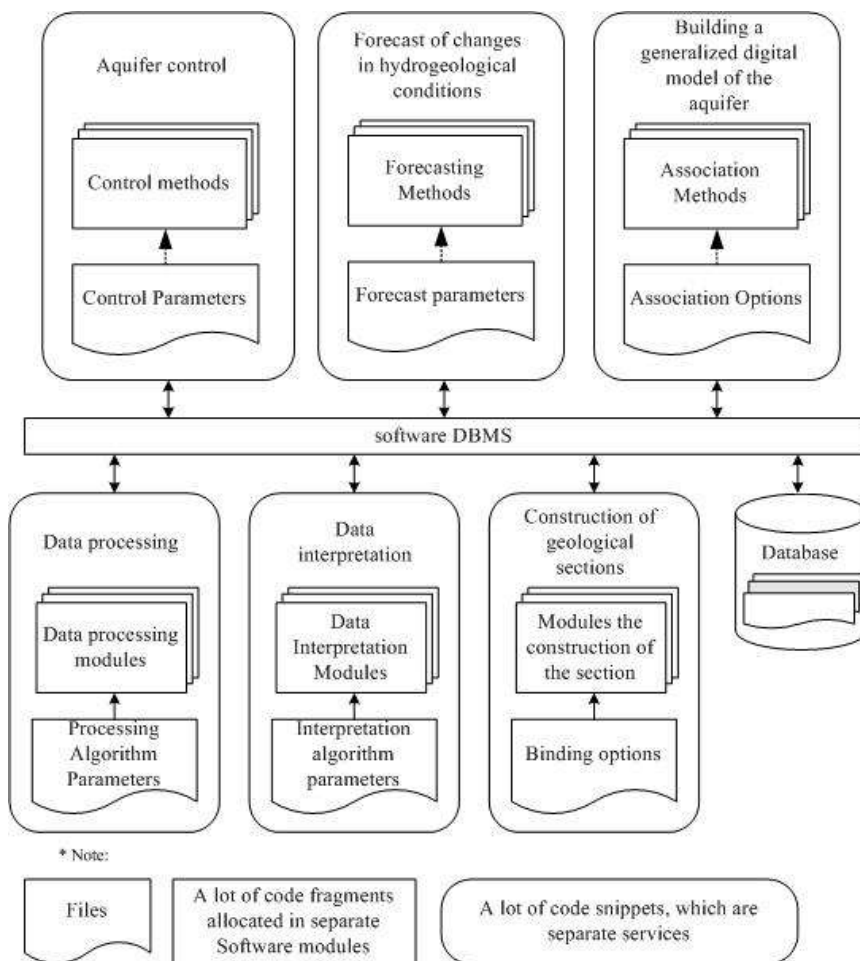 Aquifer control
Forecast of changes
in hydrogeological
conditions
Building a
generalized digital
model of the
aquifer
Control methods
Forecasting
Methods
Association
Methods
Control Parameters
Forecast parameters
Association Options
software DBMS
Data processing
Data
interpretation
Construction of
geological
sections
Database
Data processing
modules
Data
Interpretation
Modules
Modules the
construction of
the section
Processing
Algorithm
Parameters
Interpretation
algorithm
parameters
Binding options
* Note:
Files
A lot of code fragments
allocated in separate
Software modules
A lot of code snippets, which are
separate services